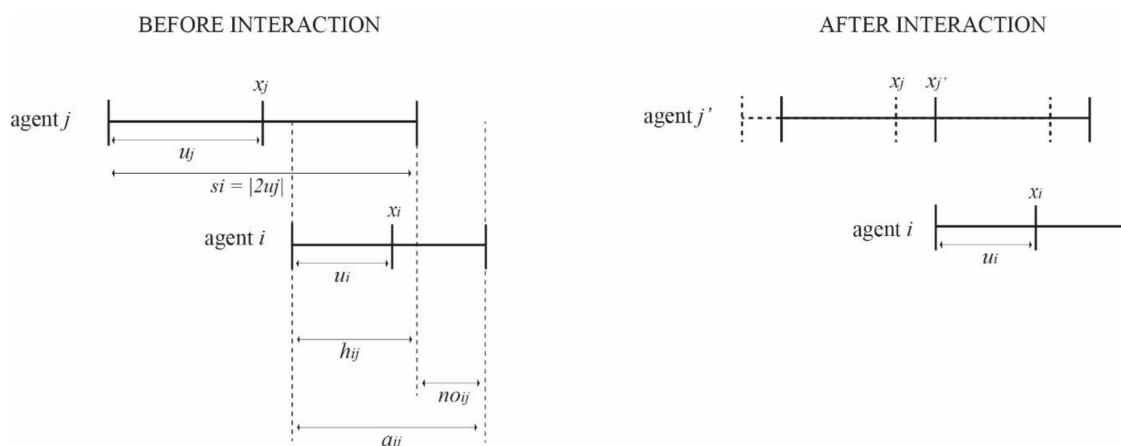 BEFORE INTERACTION
xj
agent j
uj
si = |2uj|
xi
agent i
ui
hij
noij
aij
AFTER INTERACTION
xj xj'
agent j'
xi
agent i
ui